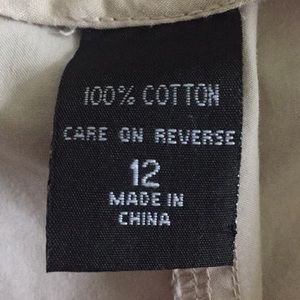 100% COTTON
CARE ON REVERSE
12
MADE IN
CHINA